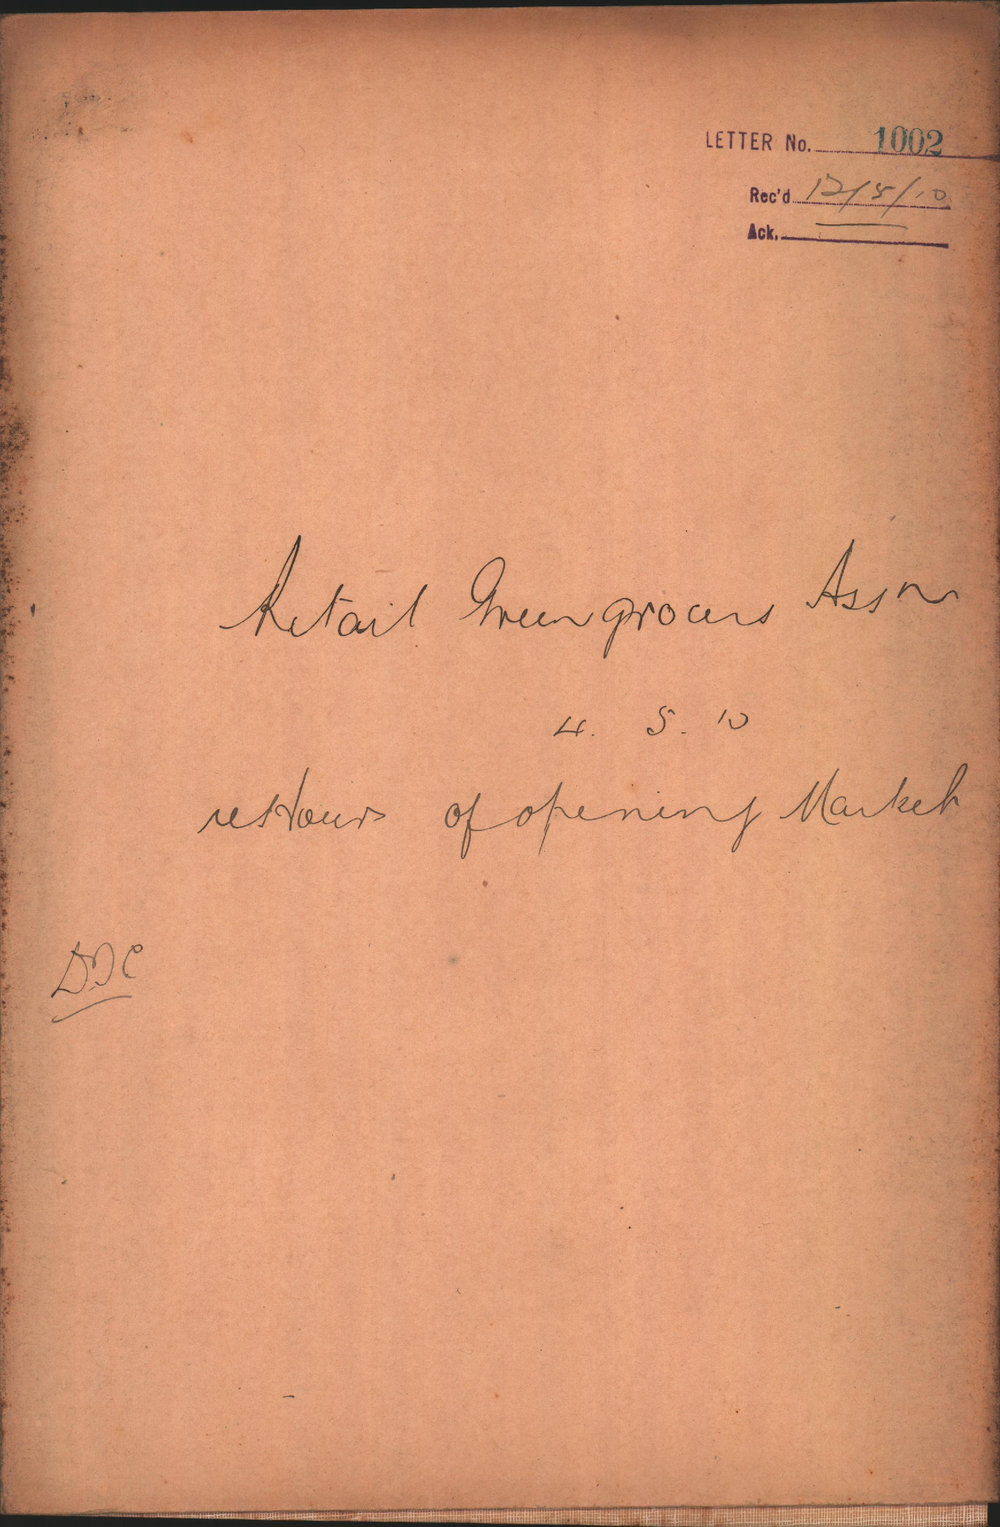 LETTER No. 1002
Rec'd 12/5/10
Ack.
Retail Greengrocers Assn
4. 5. 10
re Hours of opening Market